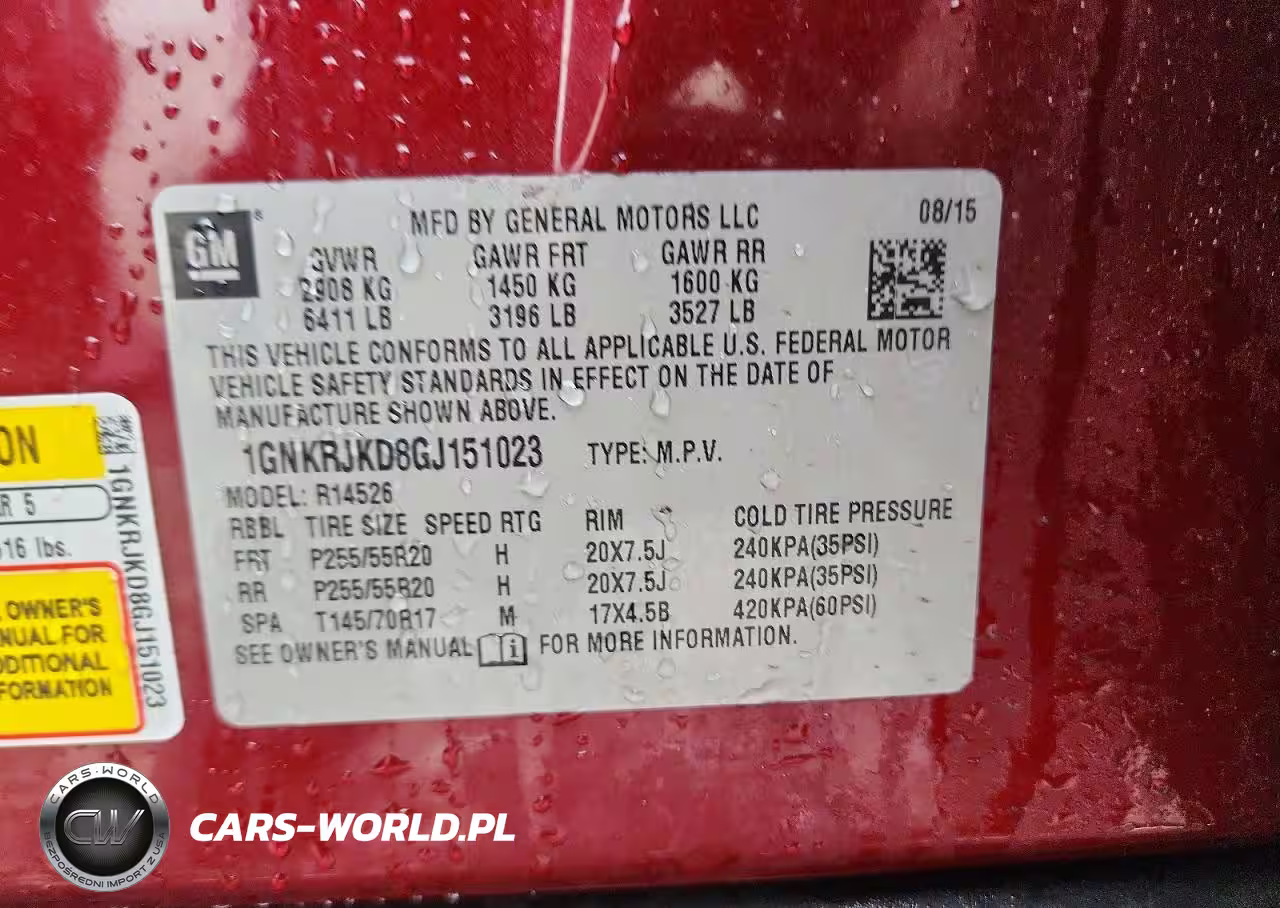 GM
®
MFD BY GENERAL MOTORS LLC
08/15
GVWR GAWR FRT GAWR RR
2908 KG 1450 KG 1600 KG
6411 LB 3196 LB 3527 LB
THIS VEHICLE CONFORMS TO ALL APPLICABLE U.S. FEDERAL MOTOR
VEHICLE SAFETY STANDARDS IN EFFECT ON THE DATE OF
MANUFACTURE SHOWN ABOVE.
1GNKRJKD8GJ151023 TYPE: M.P.V.
MODEL: R14526
RBBL TIRE SIZE SPEED RTG RIM COLD TIRE PRESSURE
FRT P255/55R20 H 20X7.5J 240KPA(35PSI)
RR P255/55R20 H 20X7.5J 240KPA(35PSI)
SPA T145/70R17 M 17X4.5B 420KPA(60PSI)
SEE OWNER'S MANUAL i FOR MORE INFORMATION.
ON
R 5
16 lbs.
OWNER'S
NUAL FOR
DDITIONAL
FORMATION
1GNKRJKD8GJ151023
CARS-WORLD
CW
BEZPOŚREDNI IMPORT Z USA
CARS-WORLD.PL